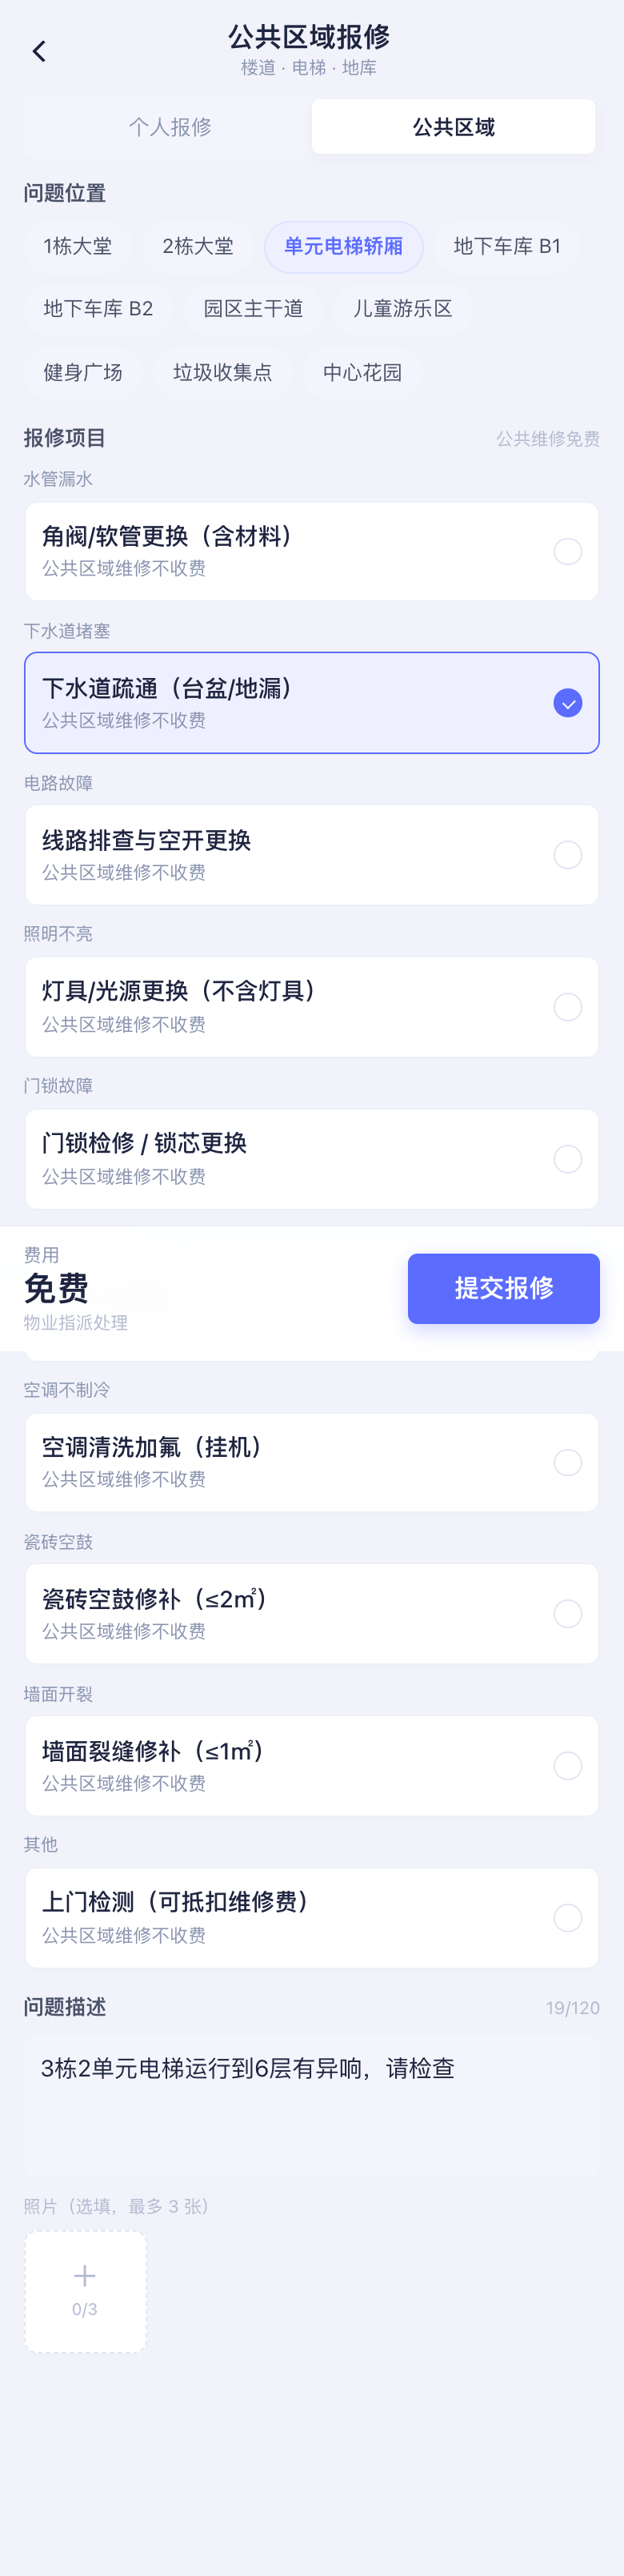 公共区域报修
楼道 · 电梯 · 地库
个人报修
公共区域
问题位置
1栋大堂
2栋大堂
单元电梯轿厢
地下车库 B1
地下车库 B2
园区主干道
儿童游乐区
健身广场
垃圾收集点
中心花园
报修项目
公共维修免费
水管漏水
角阀/软管更换（含材料）
公共区域维修不收费
下水道堵塞
下水道疏通（台盆/地漏）
公共区域维修不收费
电路故障
线路排查与空开更换
公共区域维修不收费
照明不亮
灯具/光源更换（不含灯具）
公共区域维修不收费
门锁故障
门锁检修 / 锁芯更换
公共区域维修不收费
费用
免费
物业指派处理
提交报修
空调不制冷
空调清洗加氟（挂机）
公共区域维修不收费
瓷砖空鼓
瓷砖空鼓修补（≤2㎡）
公共区域维修不收费
墙面开裂
墙面裂缝修补（≤1㎡）
公共区域维修不收费
其他
上门检测（可抵扣维修费）
公共区域维修不收费
问题描述
19/120
3栋2单元电梯运行到6层有异响，请检查
照片（选填，最多 3 张）
0/3